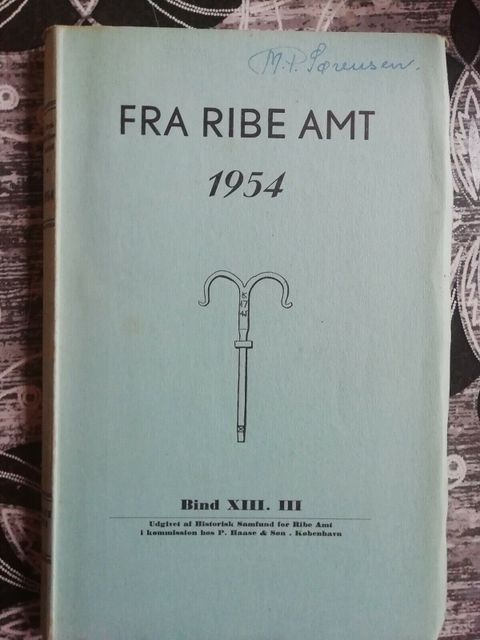 M.P. Sørensen.
FRA RIBE AMT
1954
Bind XIII. III
Udgivet af Historisk Samfund for Ribe Amt
i kommission hos P. Haase & Søn . København